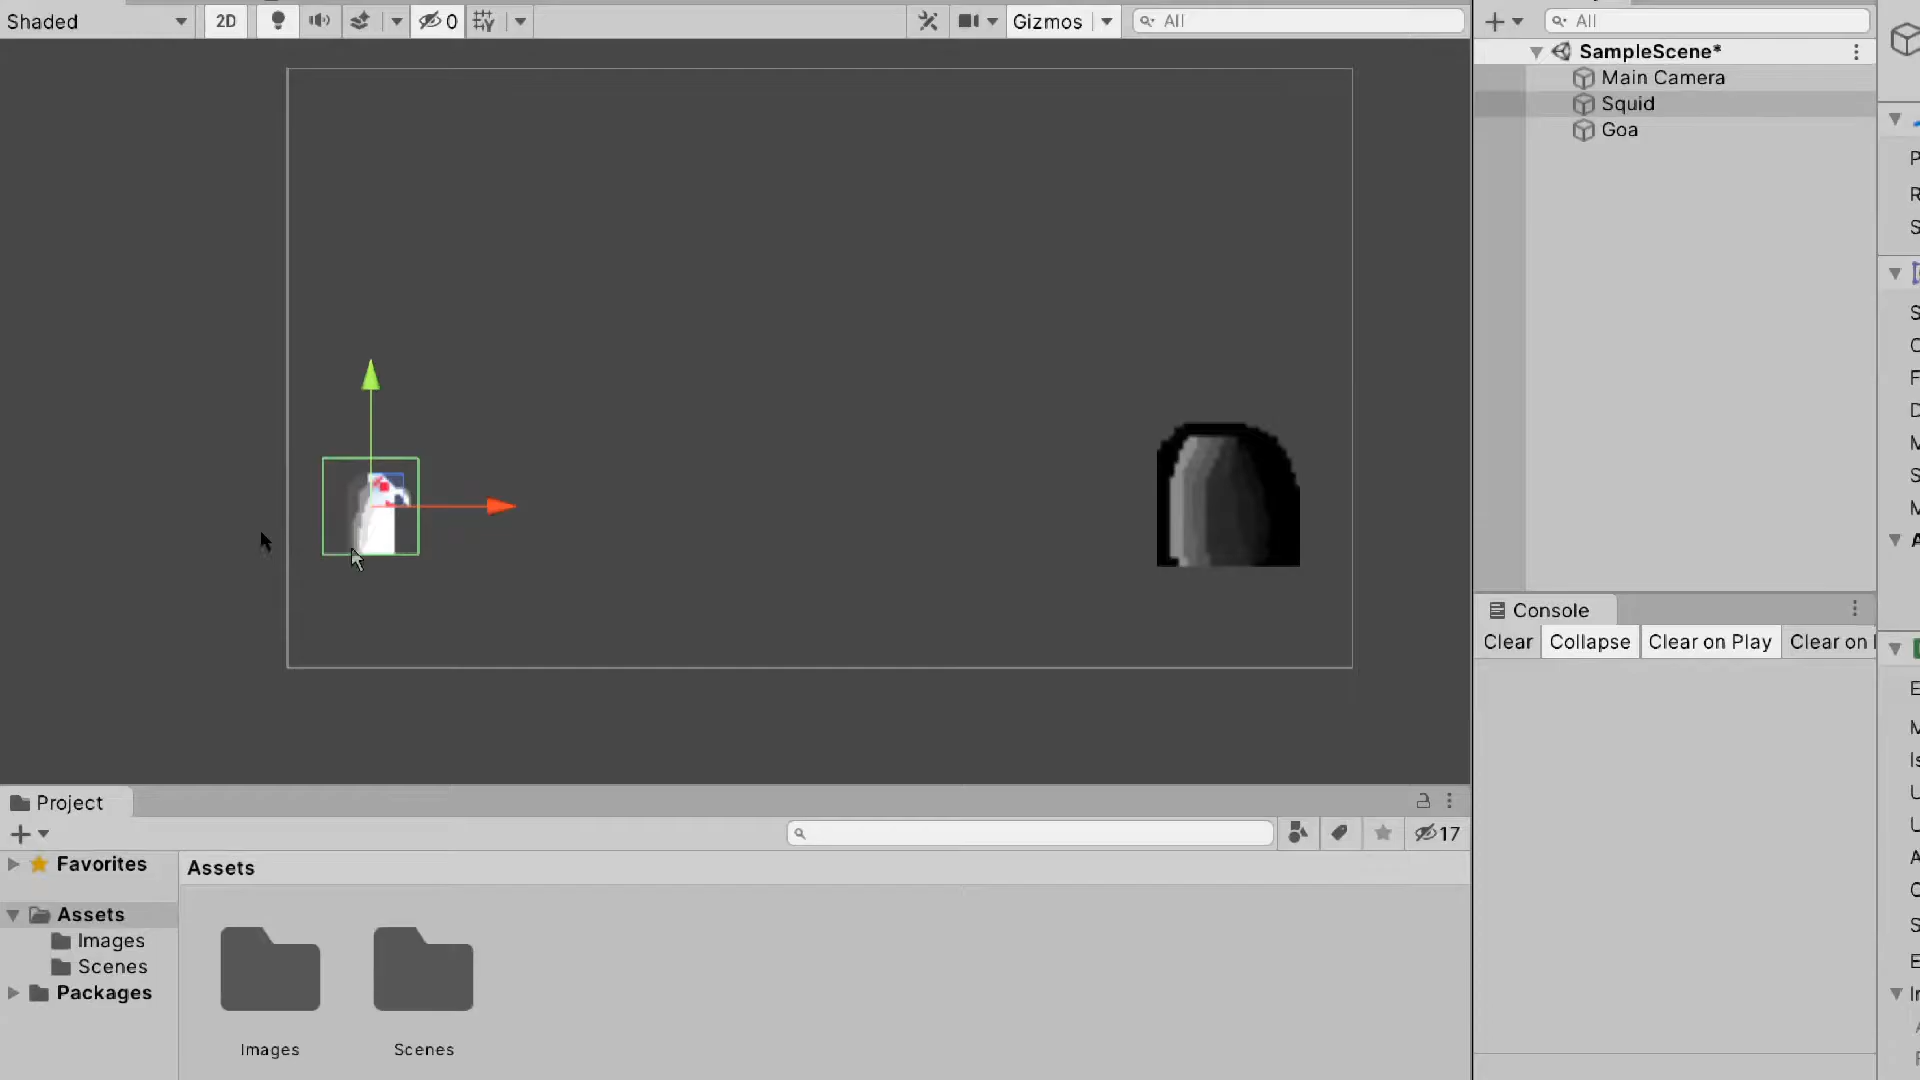 Shaded
2D
0
Gizmos
All
All
SampleScene*
Main Camera
Squid
Goa
Console
Clear
Collapse
Clear on Play
Clear on
Project
17
Favorites
Assets
Images
Scenes
Packages
Assets
Images
Scenes